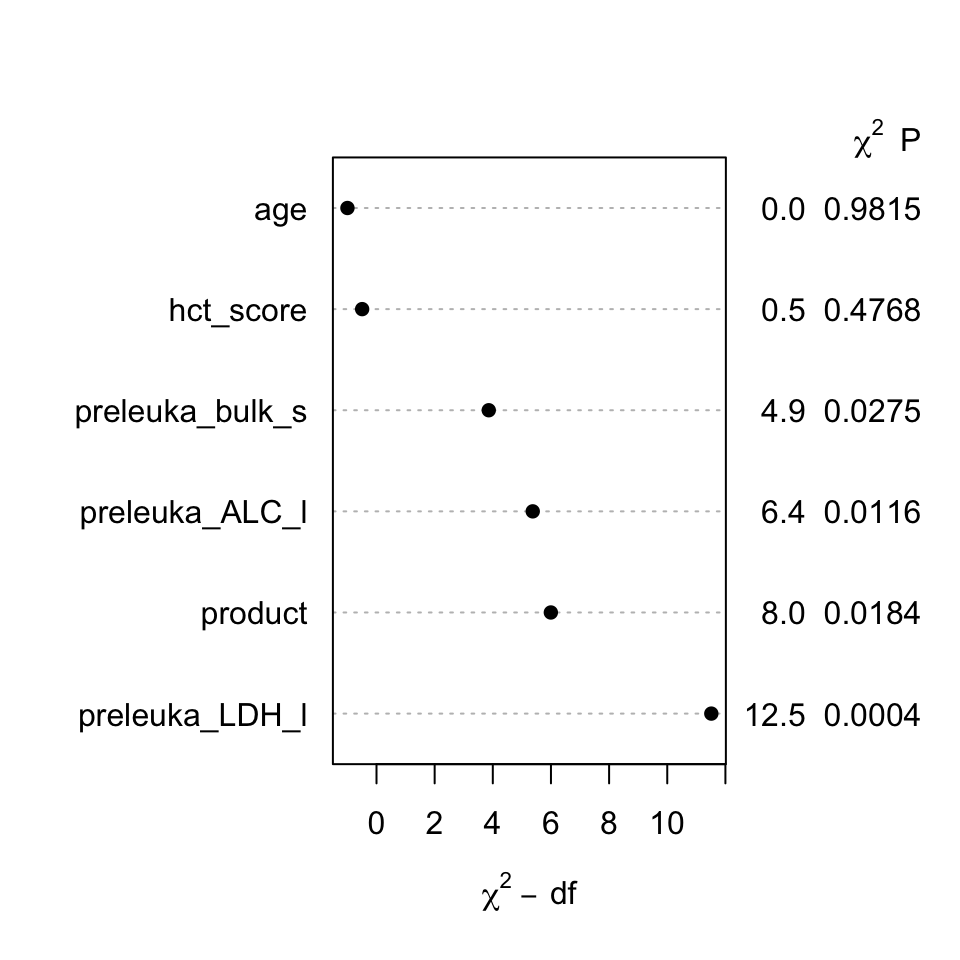 χ² P
age 0.0 0.9815
hct_score 0.5 0.4768
preleuka_bulk_s 4.9 0.0275
preleuka_ALC_l 6.4 0.0116
product 8.0 0.0184
preleuka_LDH_l 12.5 0.0004
0 2 4 6 8 10
χ² − df